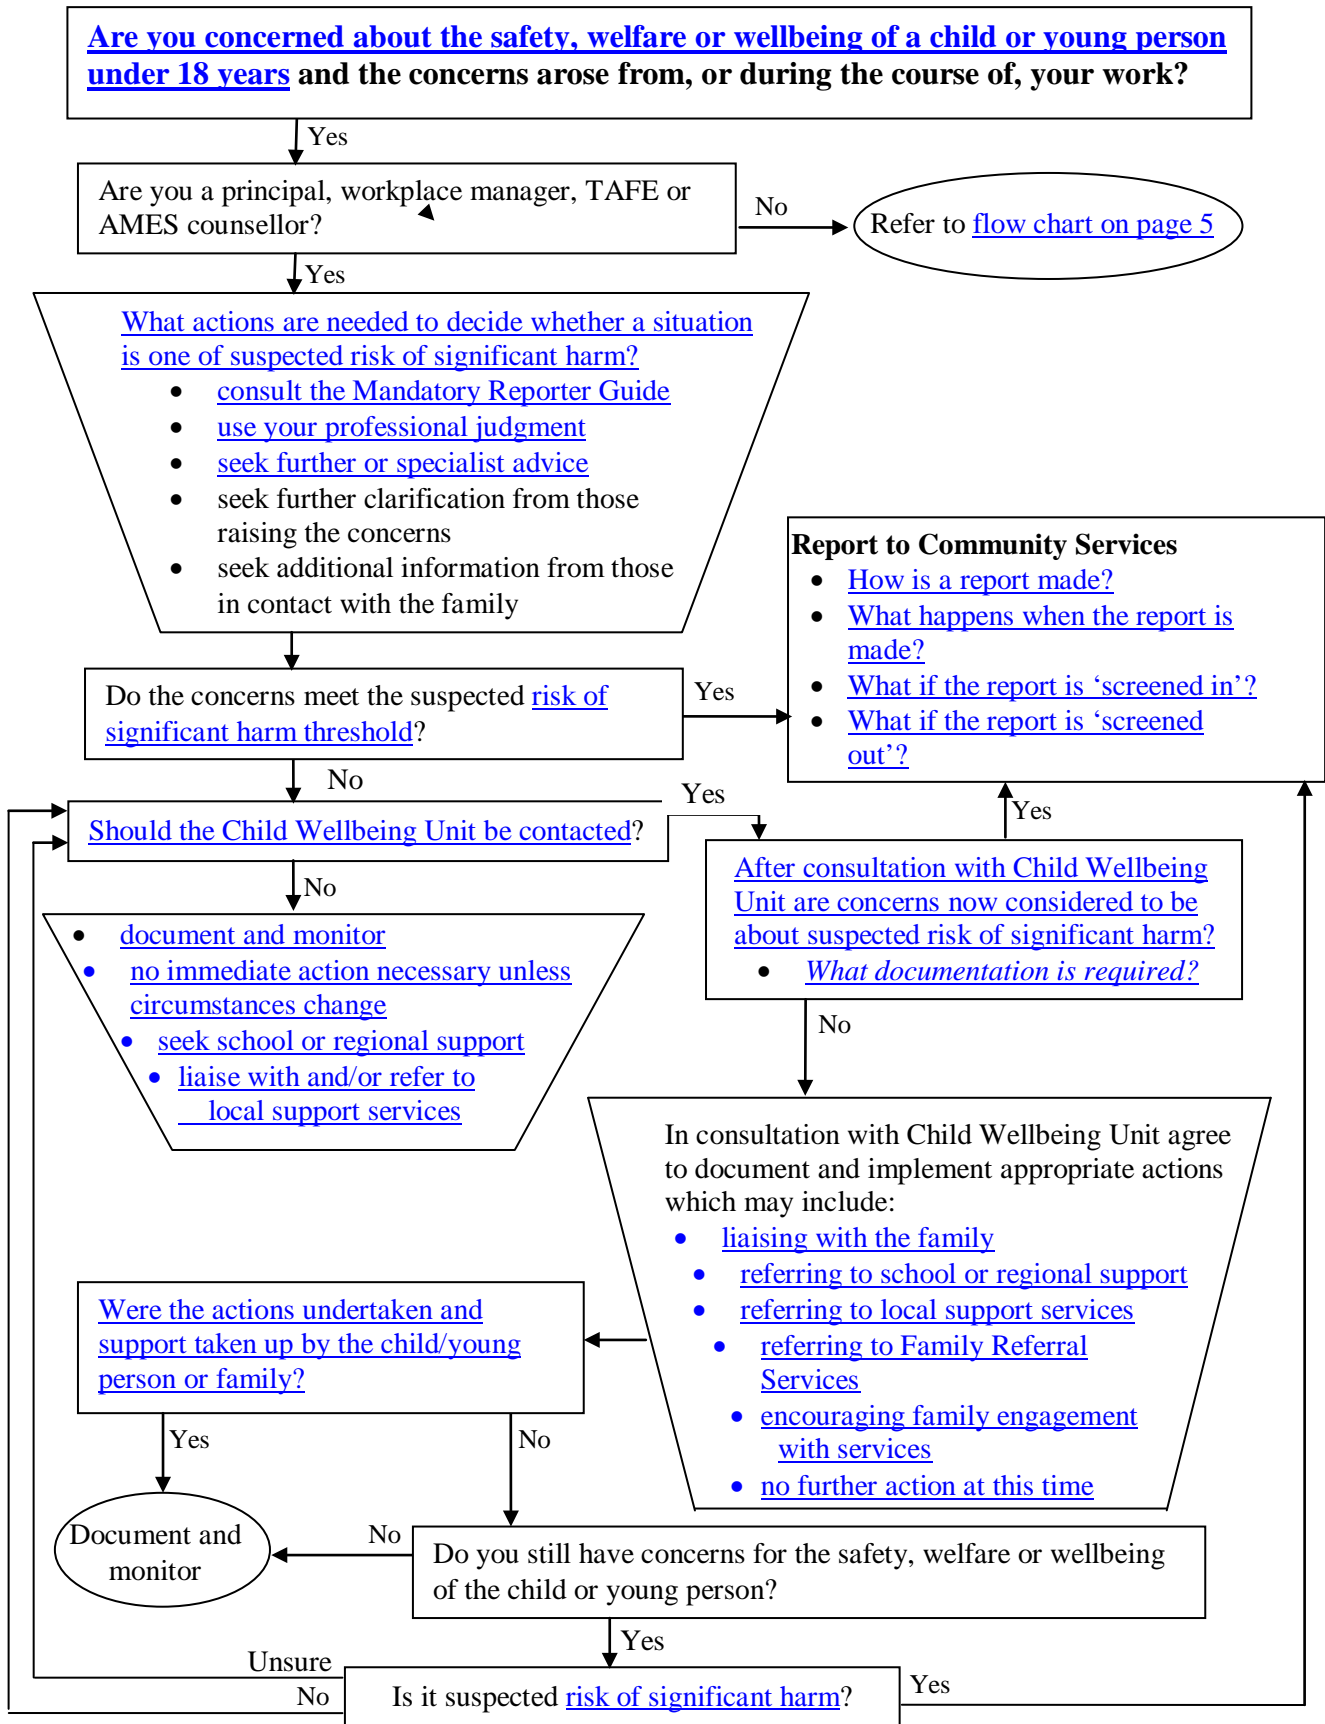 Are you concerned about the safety, welfare or wellbeing of a child or young person
under 18 years and the concerns arose from, or during the course of, your work?
Yes
Are you a principal, workplace manager, TAFE or
AMES counsellor?
No
Refer to flow chart on page 5
Yes
What actions are needed to decide whether a situation
is one of suspected risk of significant harm?
• consult the Mandatory Reporter Guide
• use your professional judgment
• seek further or specialist advice
• seek further clarification from those
raising the concerns
• seek additional information from those
in contact with the family
Report to Community Services
• How is a report made?
• What happens when the report is
made?
• What if the report is ‘screened in’?
• What if the report is ‘screened
out’?
Do the concerns meet the suspected risk of
significant harm threshold?
Yes
No
Should the Child Wellbeing Unit be contacted?
Yes
Yes
After consultation with Child Wellbeing
Unit are concerns now considered to be
about suspected risk of significant harm?
• What documentation is required?
No
• document and monitor
• no immediate action necessary unless
circumstances change
• seek school or regional support
• liaise with and/or refer to
local support services
No
In consultation with Child Wellbeing Unit agree
to document and implement appropriate actions
which may include:
• liaising with the family
• referring to school or regional support
• referring to local support services
• referring to Family Referral
Services
• encouraging family engagement
with services
• no further action at this time
Were the actions undertaken and
support taken up by the child/young
person or family?
Yes
No
Document and
monitor
No
Do you still have concerns for the safety, welfare or wellbeing
of the child or young person?
Yes
Unsure
No
Is it suspected risk of significant harm?
Yes